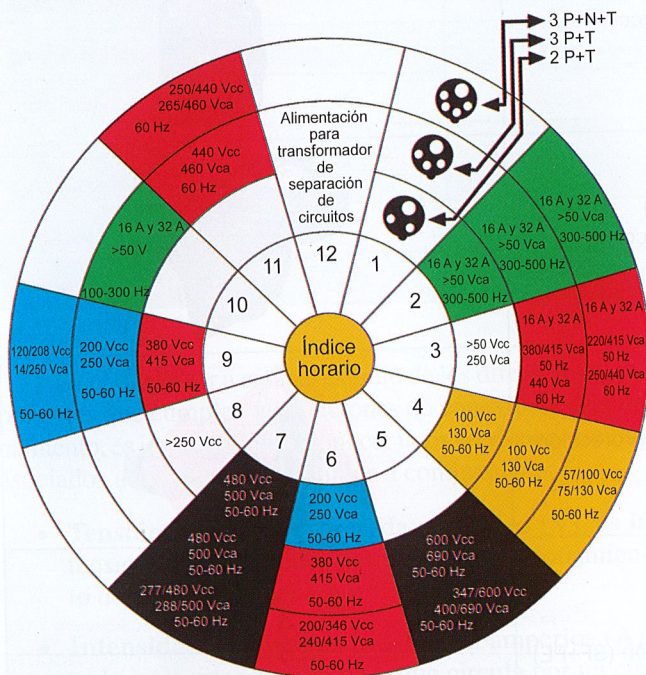 3 P+N+T
3 P+T
2 P+T
Alimentación
para
transformador
de
separación
de
circuitos
12
1
2
16 A y 32 A
>50 Vca
300-500 Hz
16 A y 32 A
>50 Vca
300-500 Hz
16 A y 32 A
>50 Vca
300-500 Hz
3
>50 Vcc
250 Vca
16 A y 32 A
380/415 Vca
50 Hz
440 Vca
60 Hz
16 A y 32 A
220/415 Vca
50 Hz
250/440 Vca
60 Hz
4
100 Vcc
130 Vca
50-60 Hz
100 Vcc
130 Vca
50-60 Hz
57/100 Vcc
75/130 Vca
50-60 Hz
5
600 Vcc
690 Vca
50-60 Hz
347/600 Vcc
400/690 Vca
50-60 Hz
6
200 Vcc
250 Vca
50-60 Hz
380 Vcc
415 Vca
50-60 Hz
200/346 Vcc
240/415 Vca
50-60 Hz
7
480 Vcc
500 Vca
50-60 Hz
480 Vcc
500 Vca
50-60 Hz
277/480 Vcc
288/500 Vca
50-60 Hz
8
>250 Vcc
9
380 Vcc
415 Vca
50-60 Hz
200 Vcc
250 Vca
50-60 Hz
120/208 Vcc
14/250 Vca
50-60 Hz
10
16 A y 32 A
>50 V
100-300 Hz
11
440 Vcc
460 Vca
60 Hz
250/440 Vcc
265/460 Vca
60 Hz
Índice
horario